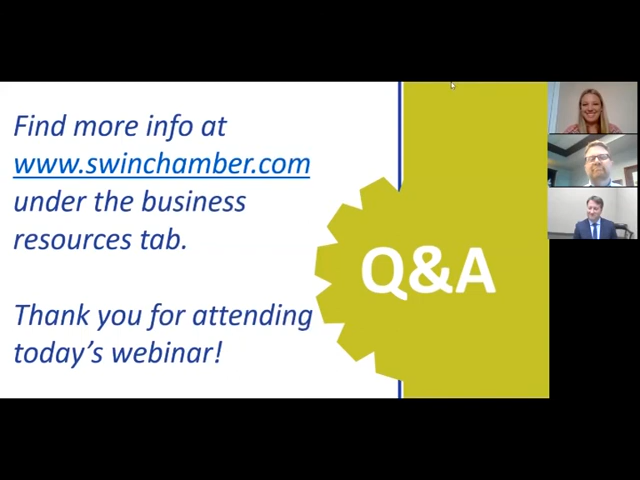 Find more info at
www.swinchamber.com
under the business
resources tab.
Thank you for attending
today's webinar!
Q&A